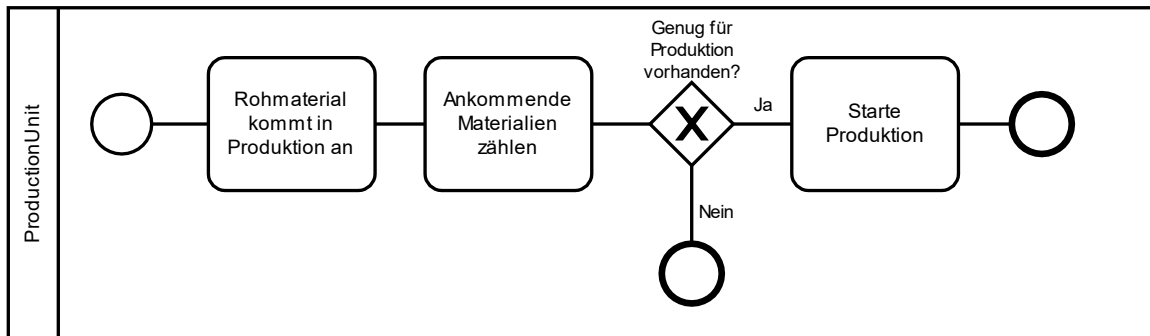 ProductionUnit
Rohmaterial
kommt in
Produktion an
Ankommende
Materialien
zählen
Genug für
Produktion
vorhanden?
X
Ja
Nein
Starte
Produktion